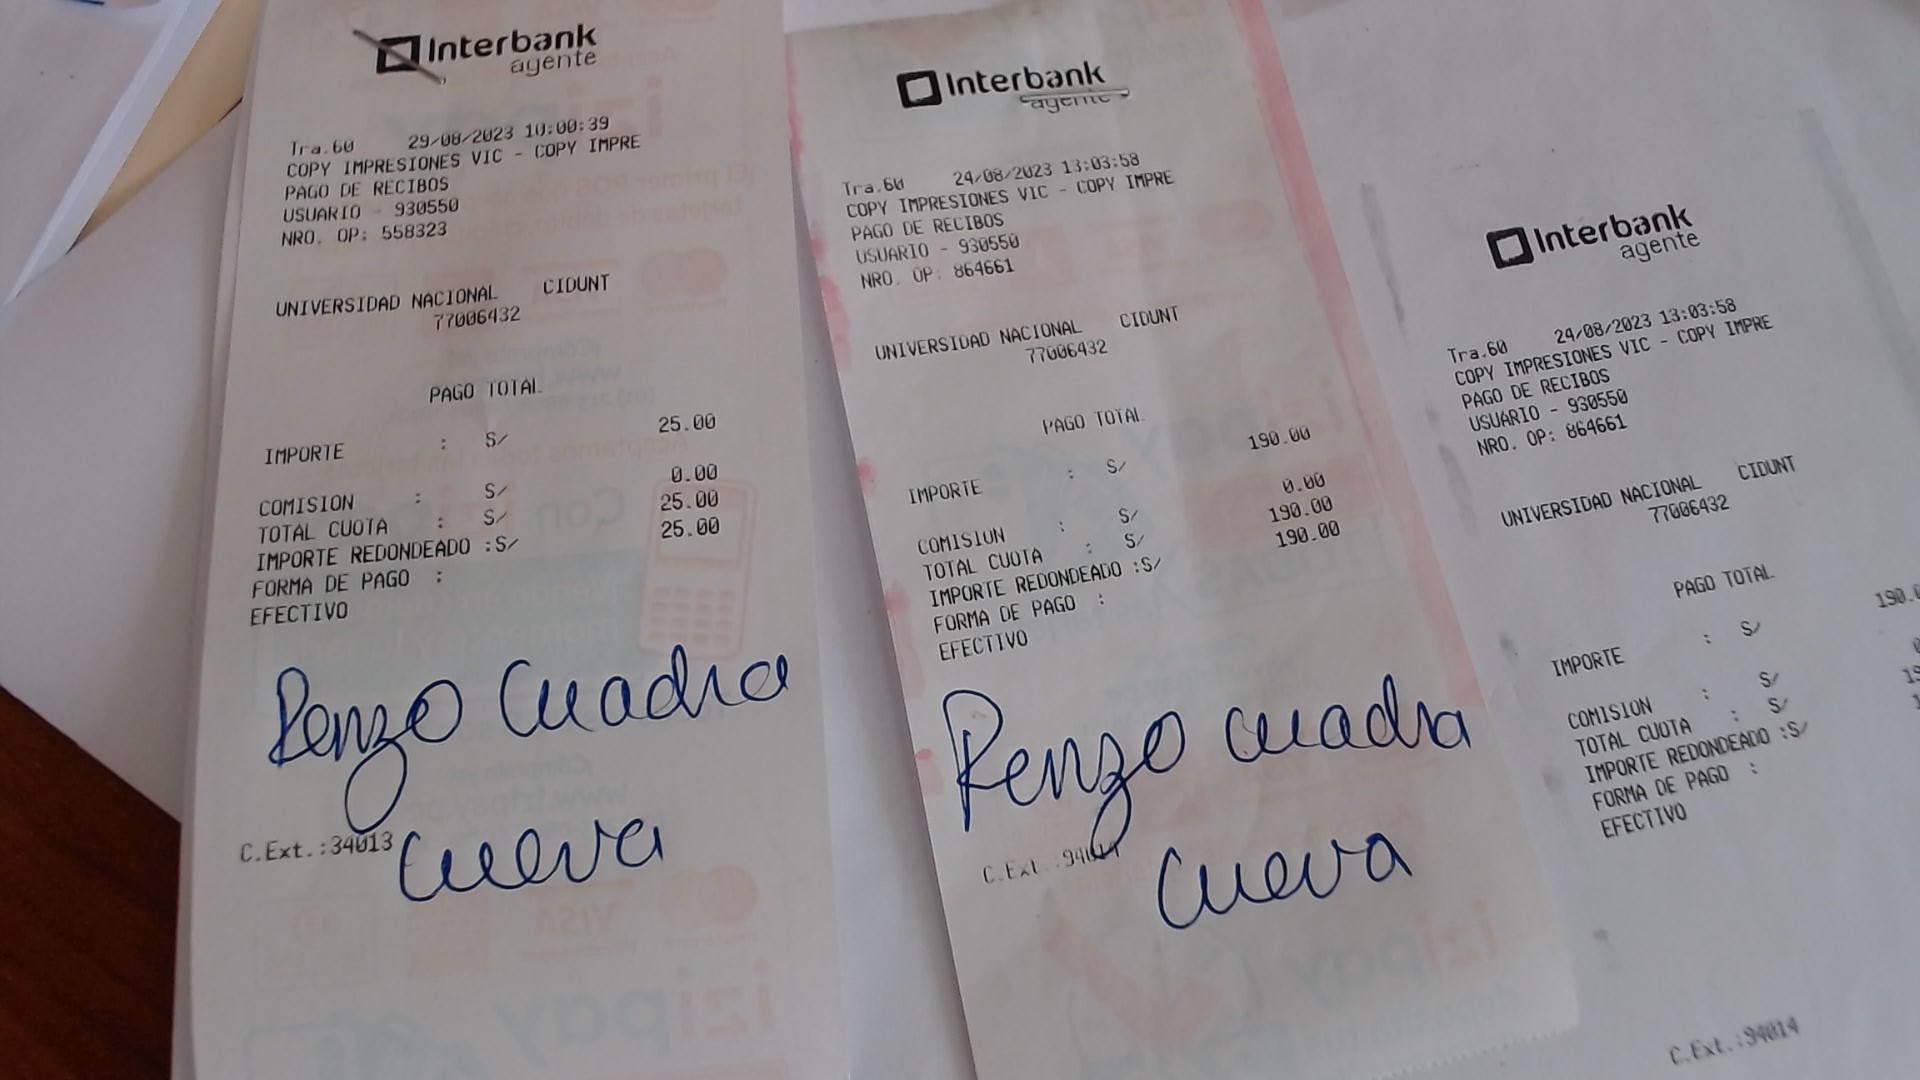 Interbank
agente
Tra.60 29/08/2023 10:00:39
COPY IMPRESIONES VIC - COPY IMPRE
PAGO DE RECIBOS
USUARIO - 930550
NRO. OP: 558323
UNIVERSIDAD NACIONAL CIDUNT
77006432
PAGO TOTAL
IMPORTE : S/ 25.00
COMISION : S/ 0.00
TOTAL CUOTA : S/ 25.00
IMPORTE REDONDEADO :S/ 25.00
FORMA DE PAGO :
EFECTIVO
Renzo Cuadra
Cueva
C.Ext.:34013
Interbank
agente
Tra.60 24/08/2023 13:03:58
COPY IMPRESIONES VIC - COPY IMPRE
PAGO DE RECIBOS
USUARIO - 930550
NRO. OP: 864661
UNIVERSIDAD NACIONAL CIDUNT
77006432
PAGO TOTAL
IMPORTE : S/ 190.00
COMISION : S/ 0.00
TOTAL CUOTA : S/ 190.00
IMPORTE REDONDEADO :S/ 190.00
FORMA DE PAGO :
EFECTIVO
Renzo Cuadra
Cueva
C.Ext.:94014
Interbank
agente
Tra.60 24/08/2023 13:03:58
COPY IMPRESIONES VIC - COPY IMPRE
PAGO DE RECIBOS
USUARIO - 930550
NRO. OP: 864661
UNIVERSIDAD NACIONAL CIDUNT
77006432
PAGO TOTAL
IMPORTE : S/
COMISION : S/
TOTAL CUOTA : S/
IMPORTE REDONDEADO :S/
FORMA DE PAGO :
EFECTIVO
C.Ext.:94014